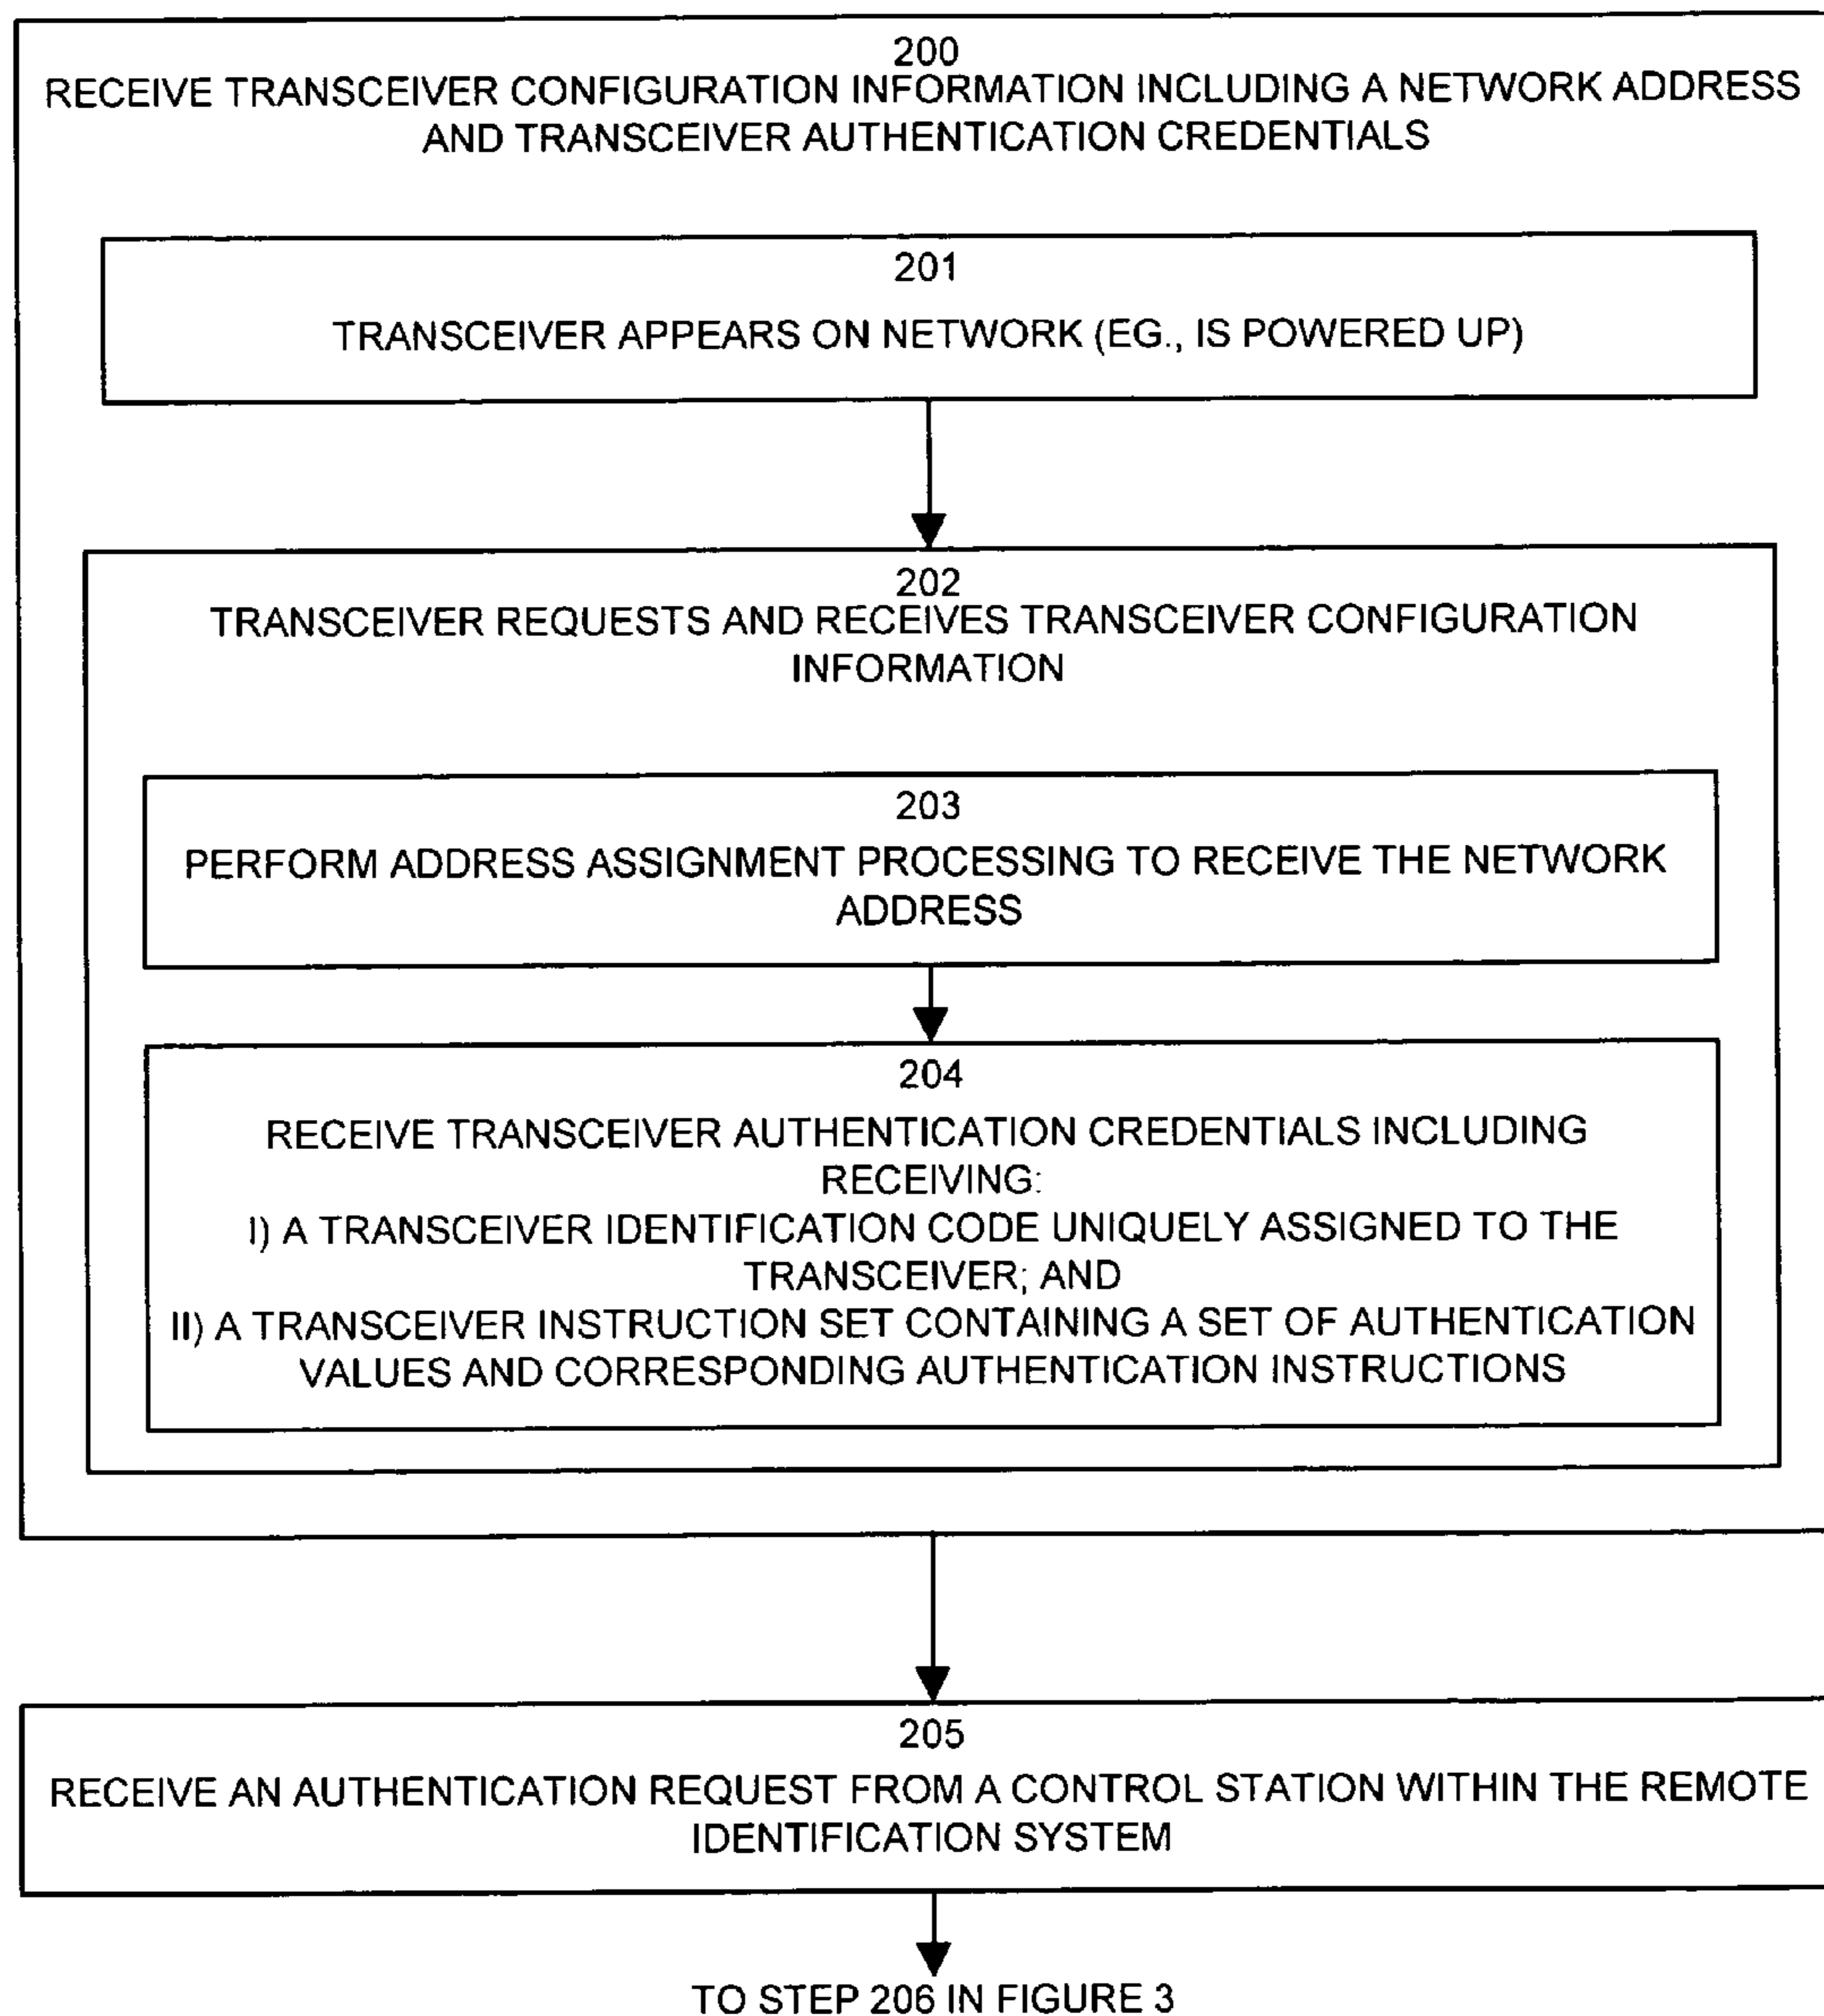 200
RECEIVE TRANSCEIVER CONFIGURATION INFORMATION INCLUDING A NETWORK ADDRESS
AND TRANSCEIVER AUTHENTICATION CREDENTIALS
201
TRANSCEIVER APPEARS ON NETWORK (EG., IS POWERED UP)
202
TRANSCEIVER REQUESTS AND RECEIVES TRANSCEIVER CONFIGURATION
INFORMATION
203
PERFORM ADDRESS ASSIGNMENT PROCESSING TO RECEIVE THE NETWORK
ADDRESS
204
RECEIVE TRANSCEIVER AUTHENTICATION CREDENTIALS INCLUDING
RECEIVING:
I) A TRANSCEIVER IDENTIFICATION CODE UNIQUELY ASSIGNED TO THE
TRANSCEIVER; AND
II) A TRANSCEIVER INSTRUCTION SET CONTAINING A SET OF AUTHENTICATION
VALUES AND CORRESPONDING AUTHENTICATION INSTRUCTIONS
205
RECEIVE AN AUTHENTICATION REQUEST FROM A CONTROL STATION WITHIN THE REMOTE
IDENTIFICATION SYSTEM
TO STEP 206 IN FIGURE 3